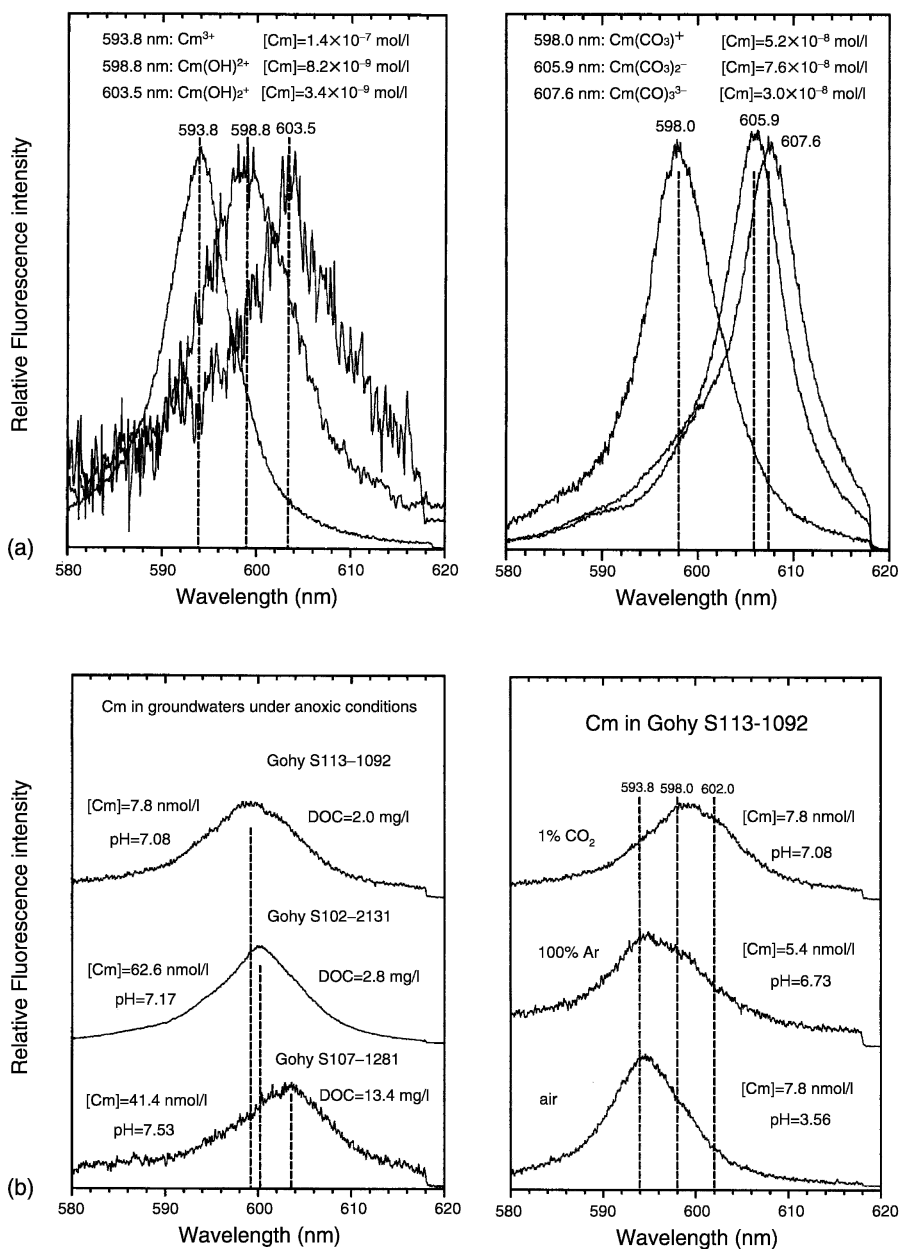 593.8 nm: Cm³⁺ [Cm]=1.4×10⁻⁷ mol/l
598.8 nm: Cm(OH)²⁺ [Cm]=8.2×10⁻⁹ mol/l
603.5 nm: Cm(OH)₂⁺ [Cm]=3.4×10⁻⁹ mol/l
593.8 598.8 603.5
Relative Fluorescence intensity
(a)
580 590 600 610 620
Wavelength (nm)
598.0 nm: Cm(CO₃)⁺ [Cm]=5.2×10⁻⁸ mol/l
605.9 nm: Cm(CO₃)₂⁻ [Cm]=7.6×10⁻⁸ mol/l
607.6 nm: Cm(CO)₃³⁻ [Cm]=3.0×10⁻⁸ mol/l
598.0 605.9 607.6
580 590 600 610 620
Wavelength (nm)
Cm in groundwaters under anoxic conditions
Gohy S113–1092
[Cm]=7.8 nmol/l
DOC=2.0 mg/l
pH=7.08
Gohy S102–2131
[Cm]=62.6 nmol/l
DOC=2.8 mg/l
pH=7.17
Gohy S107–1281
[Cm]=41.4 nmol/l
DOC=13.4 mg/l
pH=7.53
Relative Fluorescence intensity
(b)
580 590 600 610 620
Wavelength (nm)
Cm in Gohy S113-1092
593.8 598.0 602.0
1% CO₂
[Cm]=7.8 nmol/l
pH=7.08
100% Ar
[Cm]=5.4 nmol/l
pH=6.73
air
[Cm]=7.8 nmol/l
pH=3.56
580 590 600 610 620
Wavelength (nm)